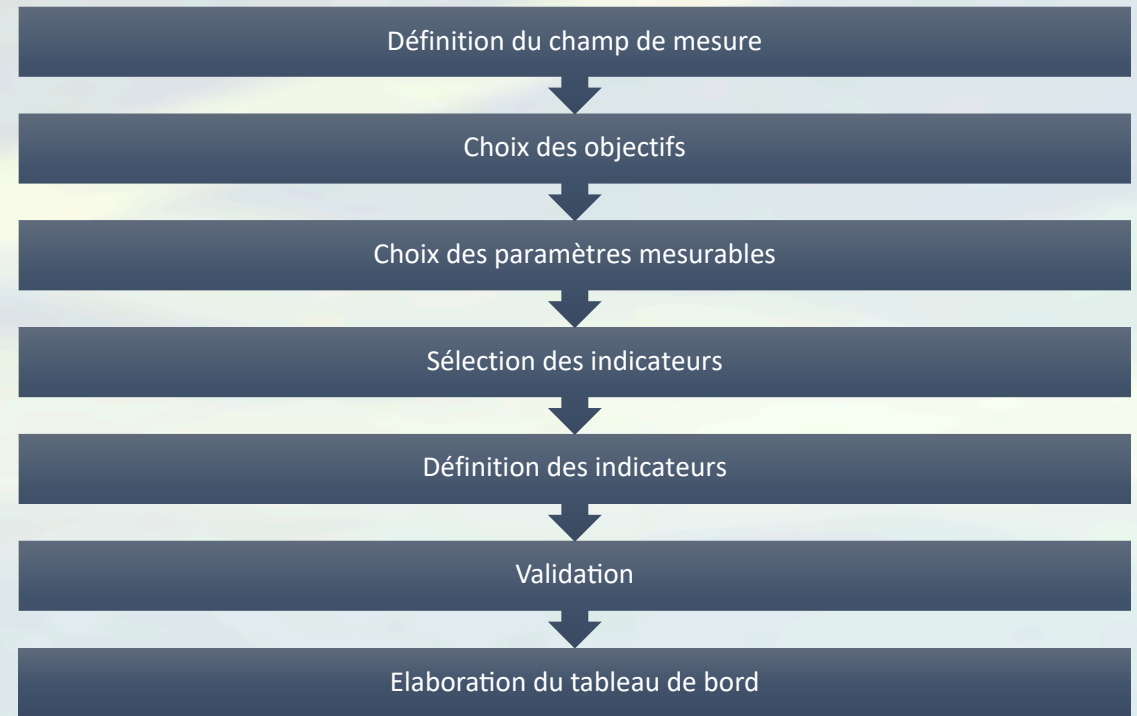 Définition du champ de mesure
Choix des objectifs
Choix des paramètres mesurables
Sélection des indicateurs
Définition des indicateurs
Validation
Elaboration du tableau de bord